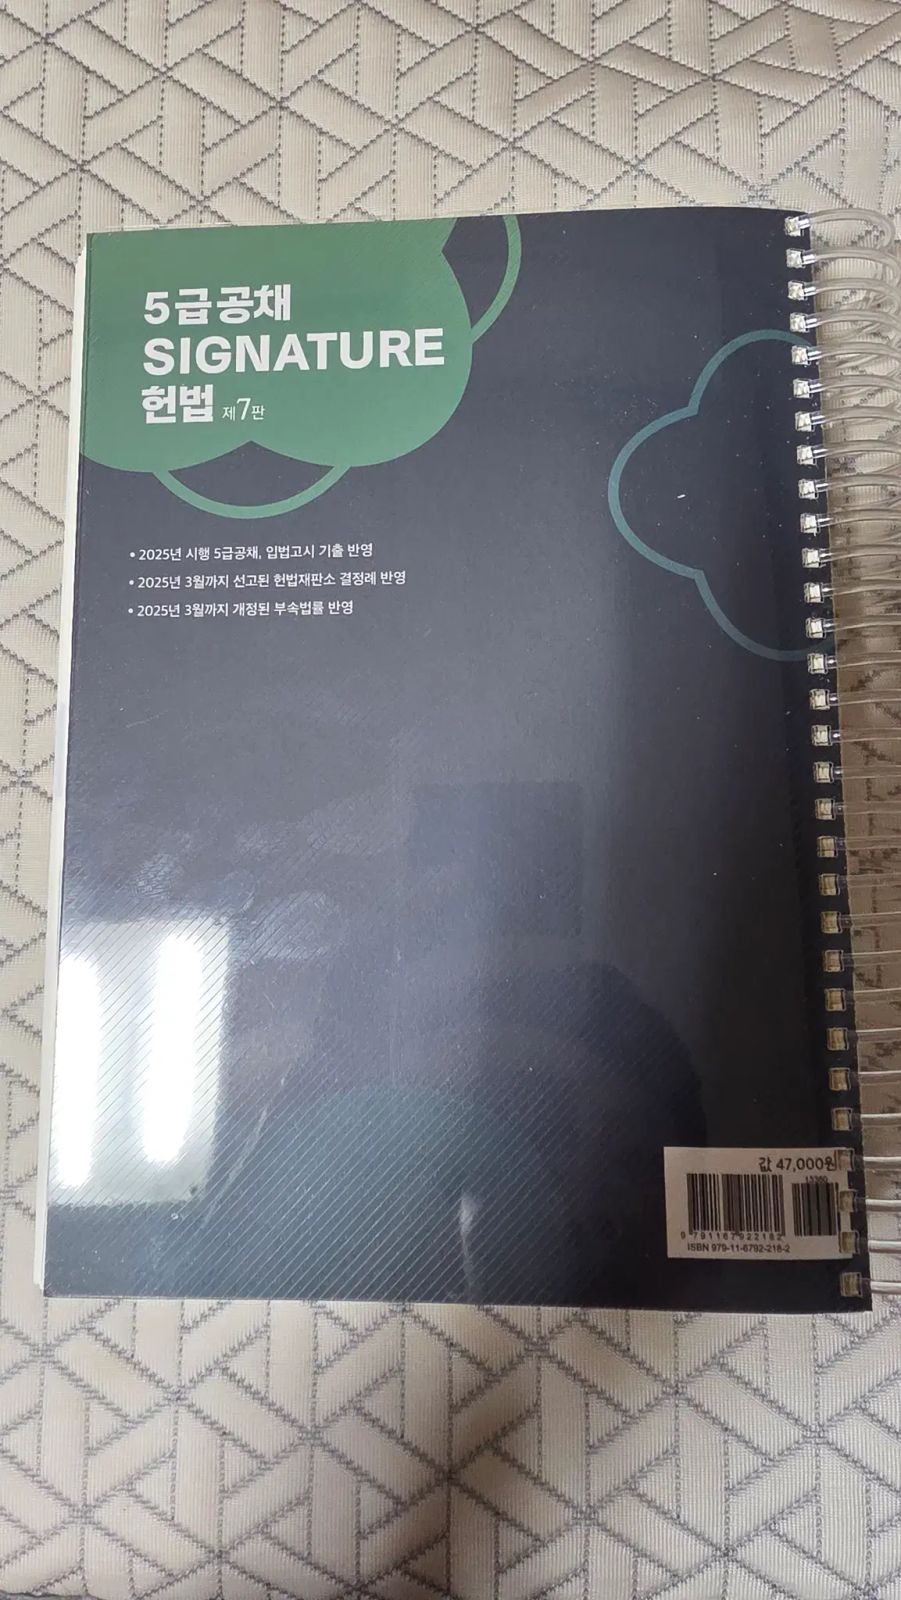 5급공채
SIGNATURE
헌법 제7판
• 2025년 시행 5급공채, 입법고시 기출 반영
• 2025년 3월까지 선고된 헌법재판소 결정례 반영
• 2025년 3월까지 개정된 부속법률 반영
값 47,000원
13360
9 791167 922182
ISBN 979-11-6792-218-2